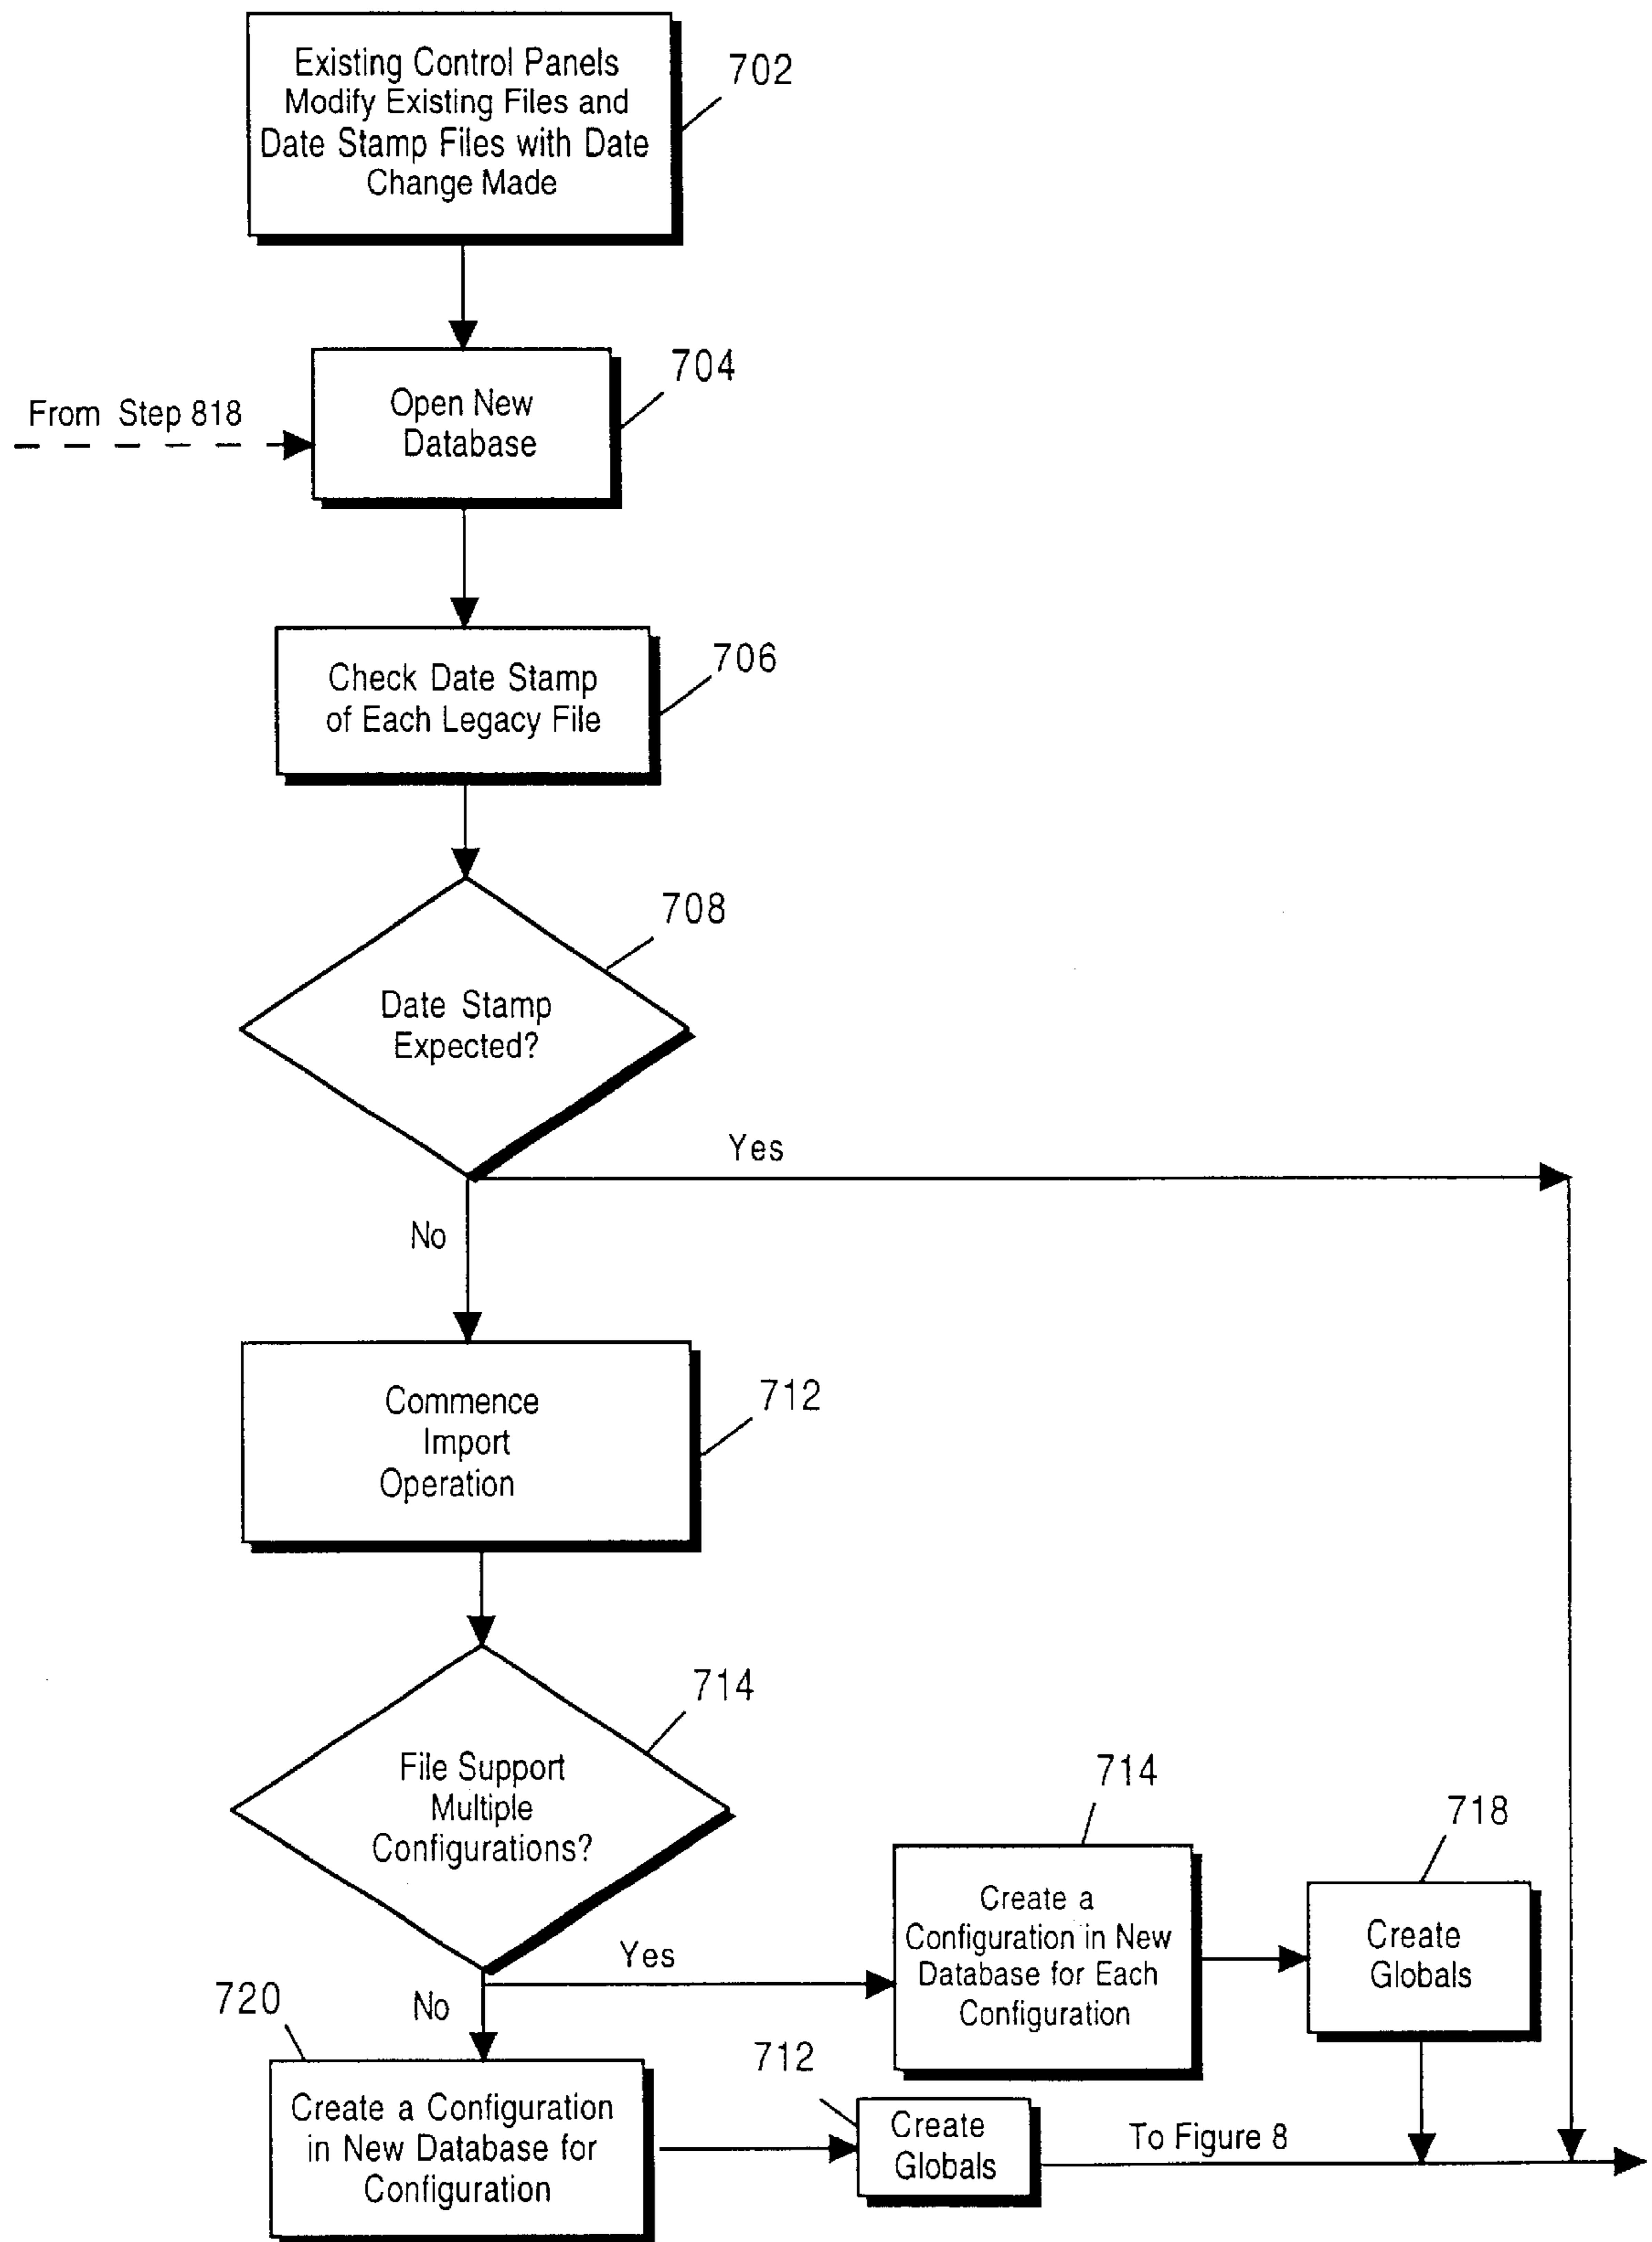 Existing Control Panels
Modify Existing Files and
Date Stamp Files with Date
Change Made
702
704
From Step 818
Open New
Database
706
Check Date Stamp
of Each Legacy File
708
Date Stamp
Expected?
Yes
No
712
Commence
Import
Operation
714
File Support
Multiple
Configurations?
714
718
Create a
Configuration in New
Database for Each
Configuration
Create
Globals
Yes
No
720
712
Create a Configuration
in New Database for
Configuration
Create
Globals
To Figure 8